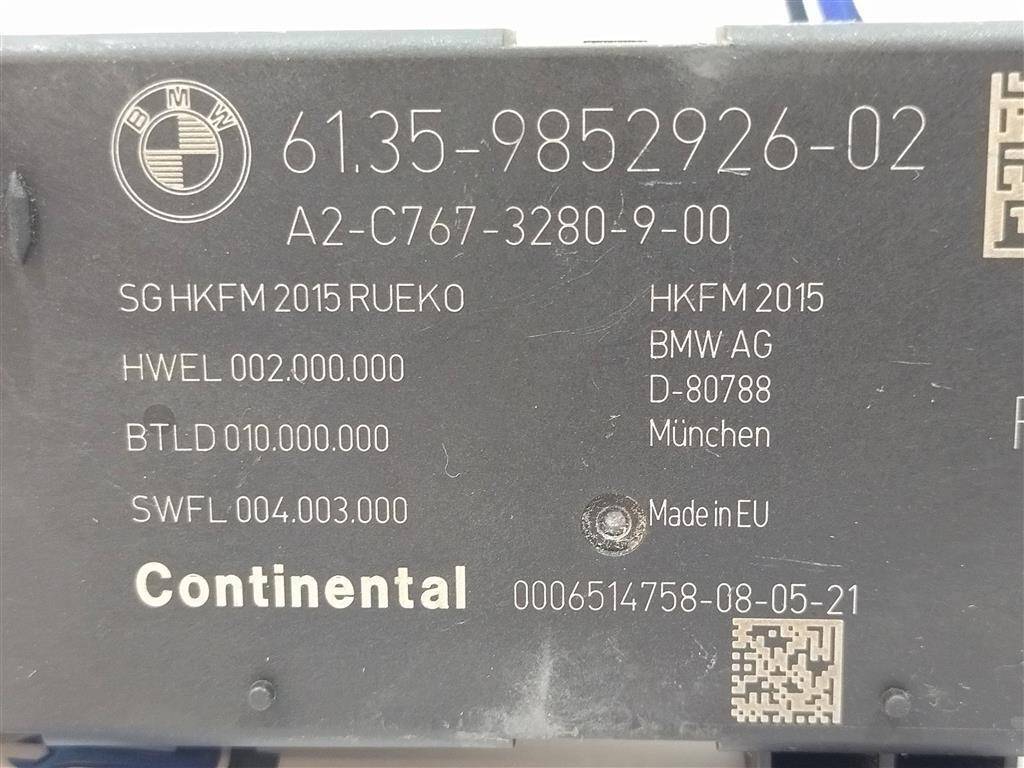 BMW
61.35-9852926-02
A2-C767-3280-9-00
SG HKFM 2015 RUEKO
HWEL 002.000.000
BTLD 010.000.000
SWFL 004.003.000
HKFM 2015
BMW AG
D-80788
München
Made in EU
Continental
0006514758-08-05-21